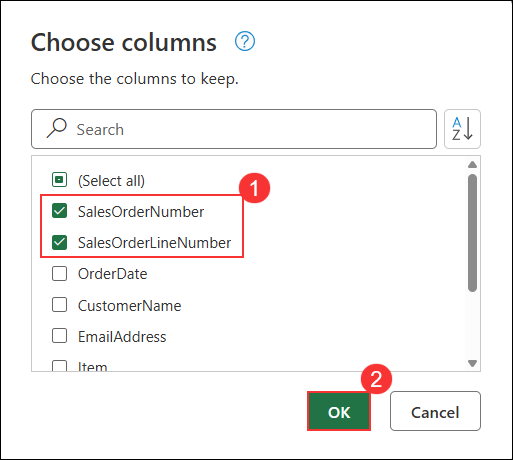 Choose columns ?
Choose the columns to keep.
Search
A
Z
(Select all)
1
SalesOrderNumber
SalesOrderLineNumber
OrderDate
CustomerName
EmailAddress
Item
2
OK
Cancel